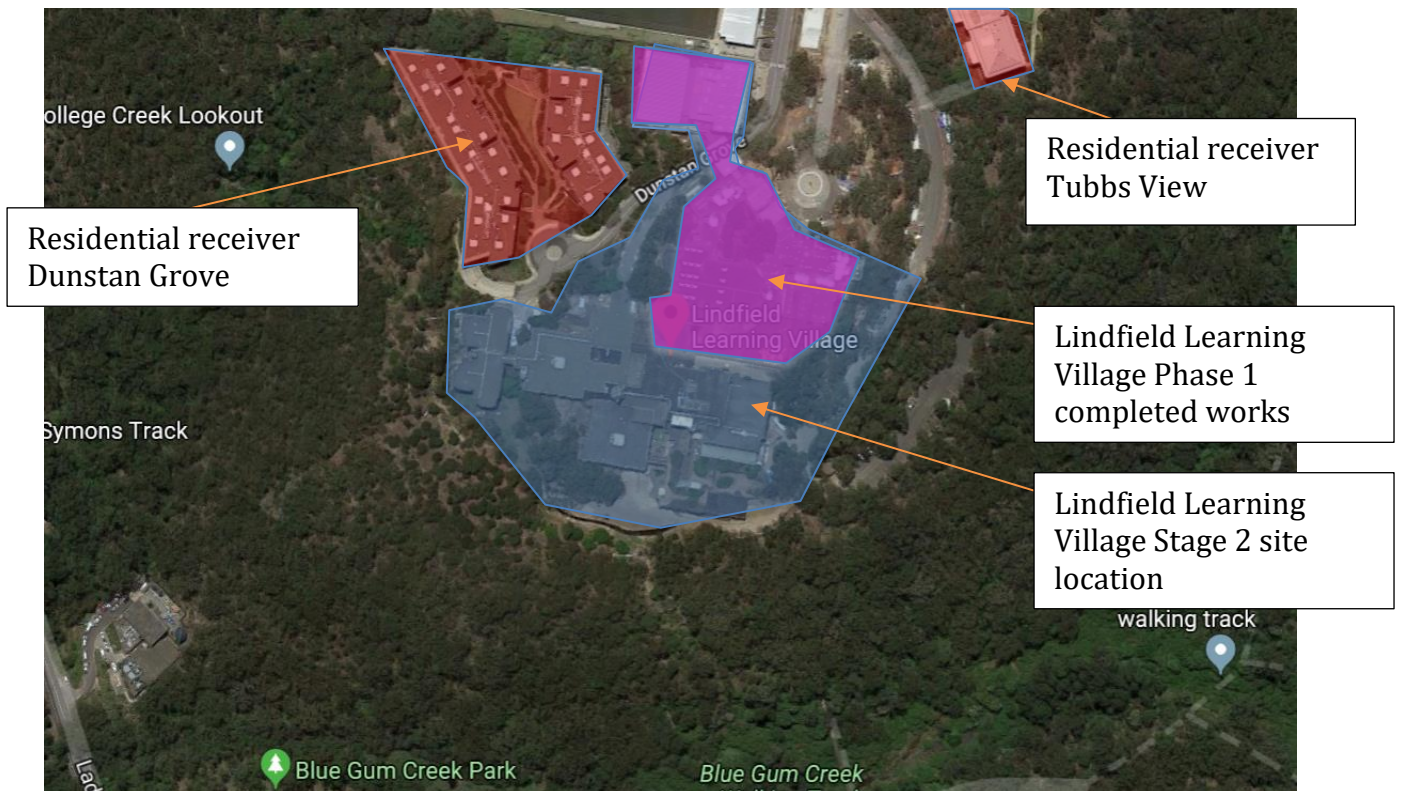 ollege Creek Lookout
Dunstan Grove
Residential receiver
Tubbs View
Residential receiver
Dunstan Grove
Lindfield
Learning Village
Lindfield Learning
Village Phase 1
completed works
Symons Track
Lindfield Learning
Village Stage 2 site
location
walking track
Blue Gum Creek Park
Blue Gum Creek
Lad